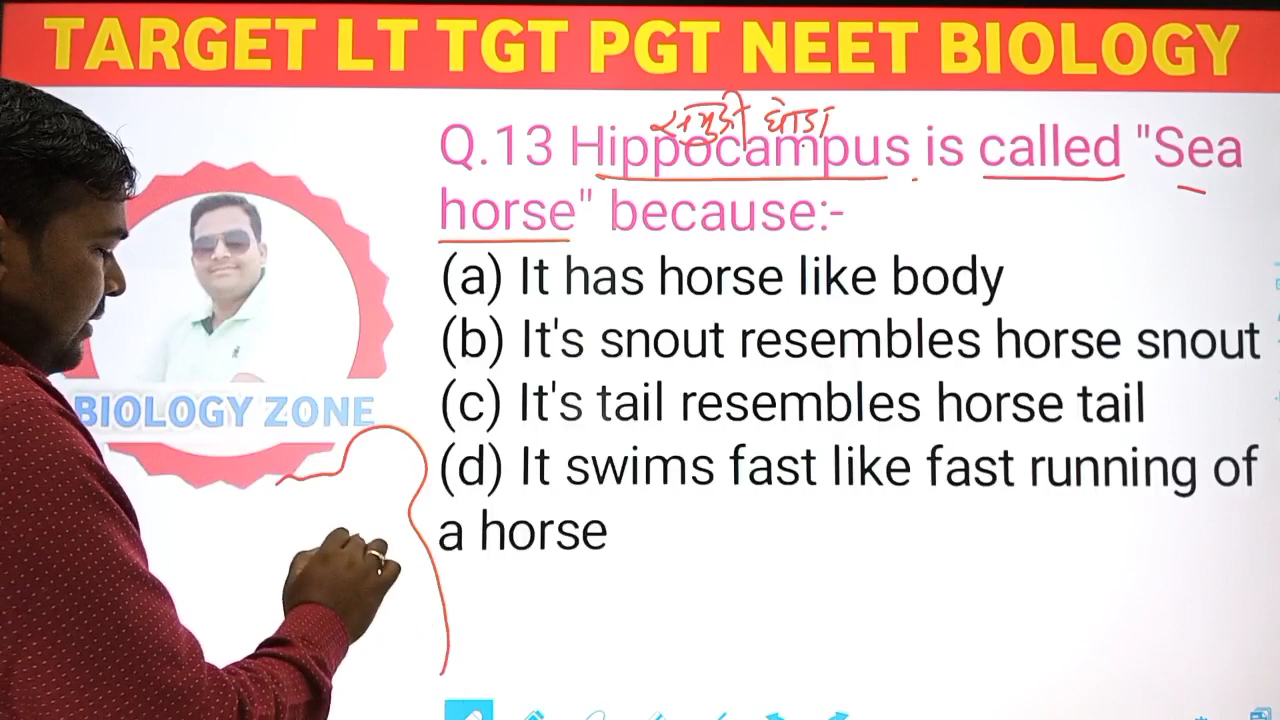 TARGET LT TGT PGT NEET BIOLOGY
समुद्री घोडा
Q.13 Hippocampus is called "Sea
horse" because:-
(a) It has horse like body
(b) It's snout resembles horse snout
(c) It's tail resembles horse tail
(d) It swims fast like fast running of
a horse
BIOLOGY ZONE